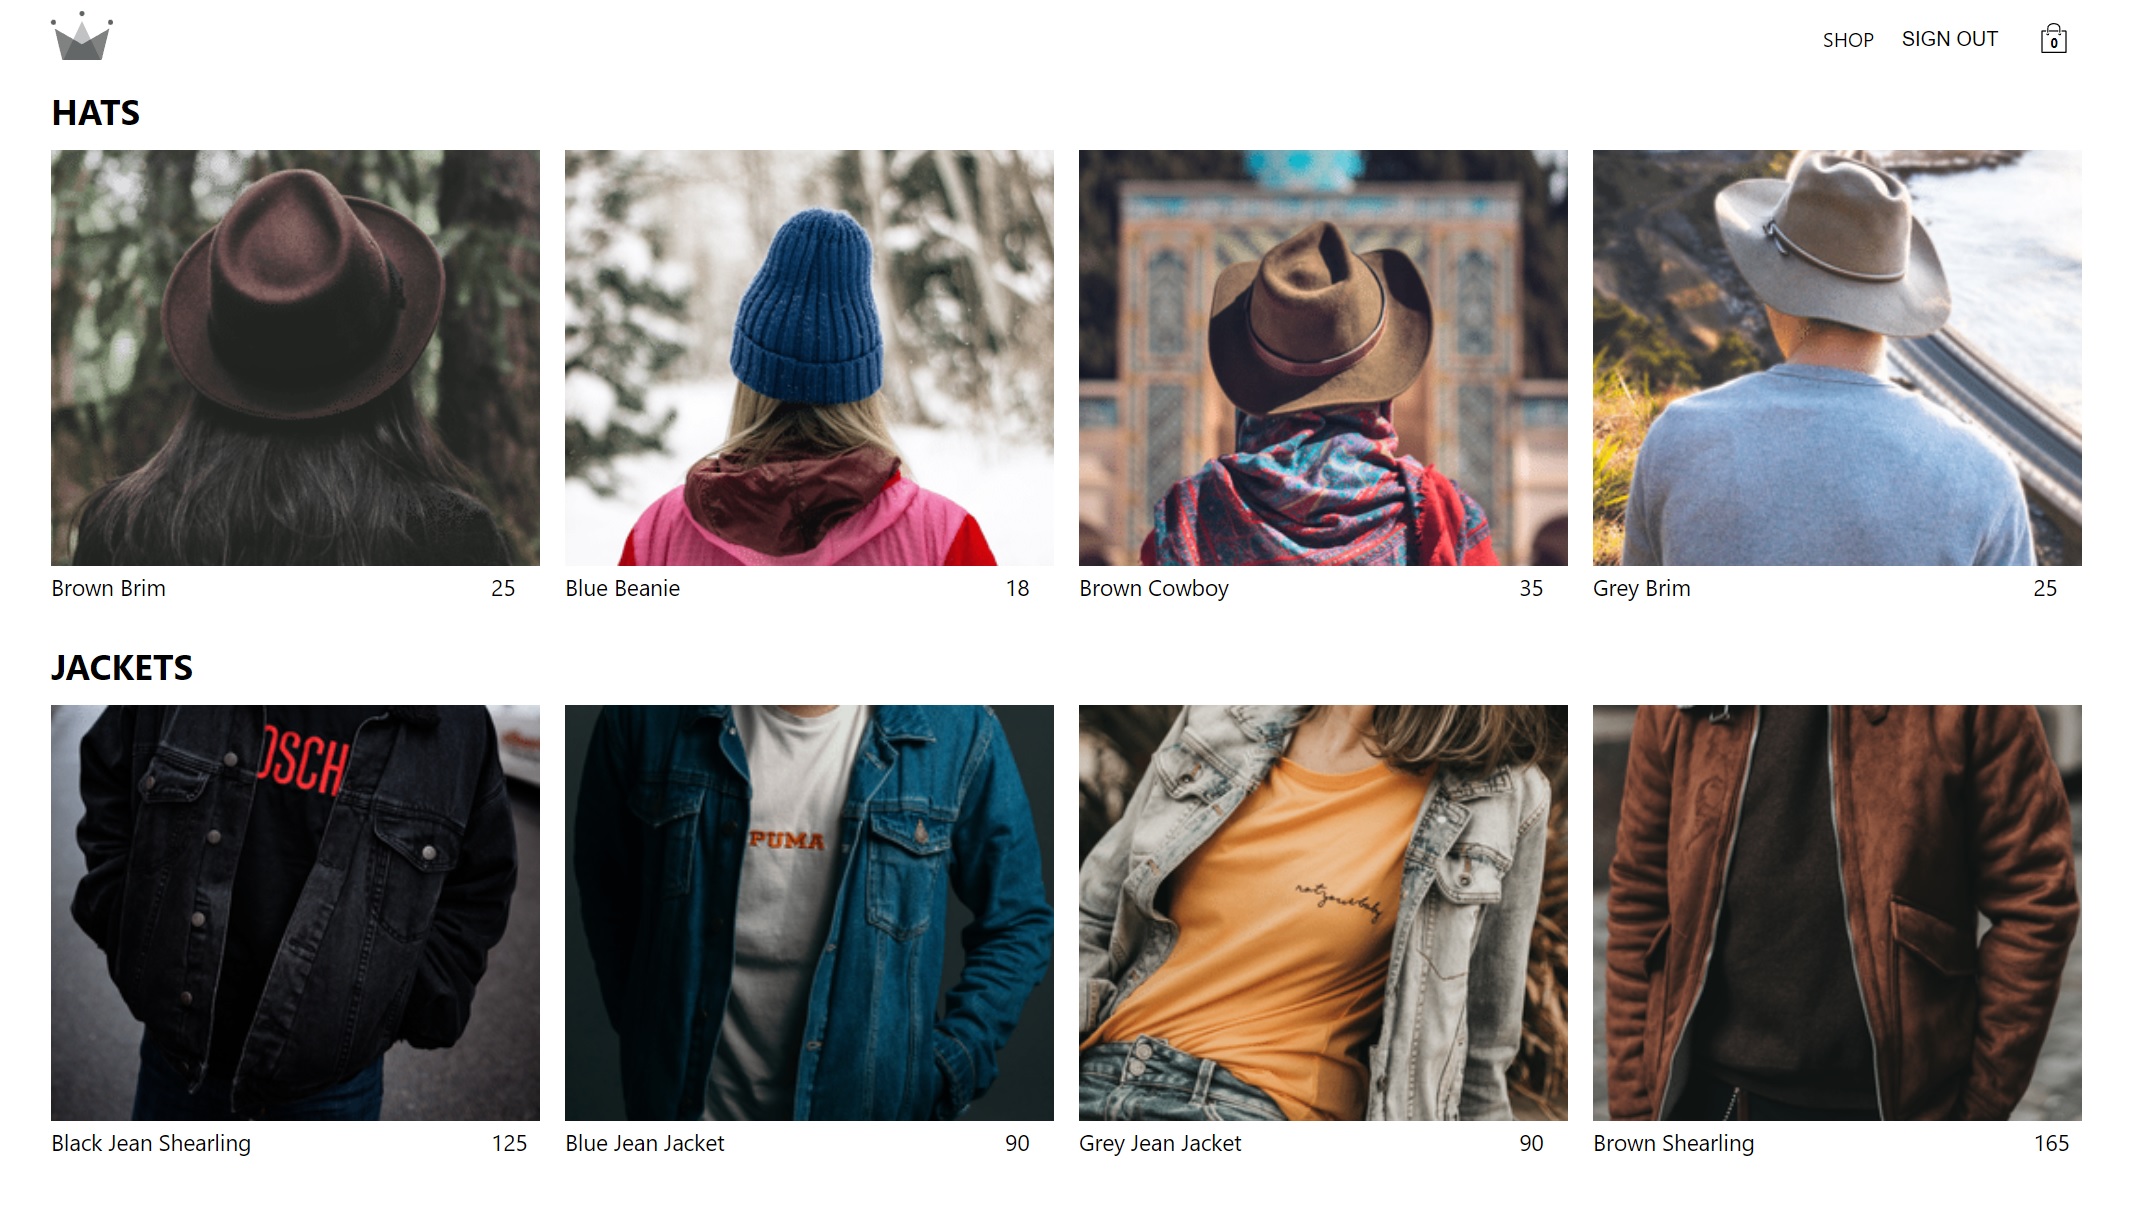 SHOP SIGN OUT 0
HATS
Brown Brim 25
Blue Beanie 18
Brown Cowboy 35
Grey Brim 25
JACKETS
OSCH
PUMA
notyourbaby
Black Jean Shearling 125
Blue Jean Jacket 90
Grey Jean Jacket 90
Brown Shearling 165